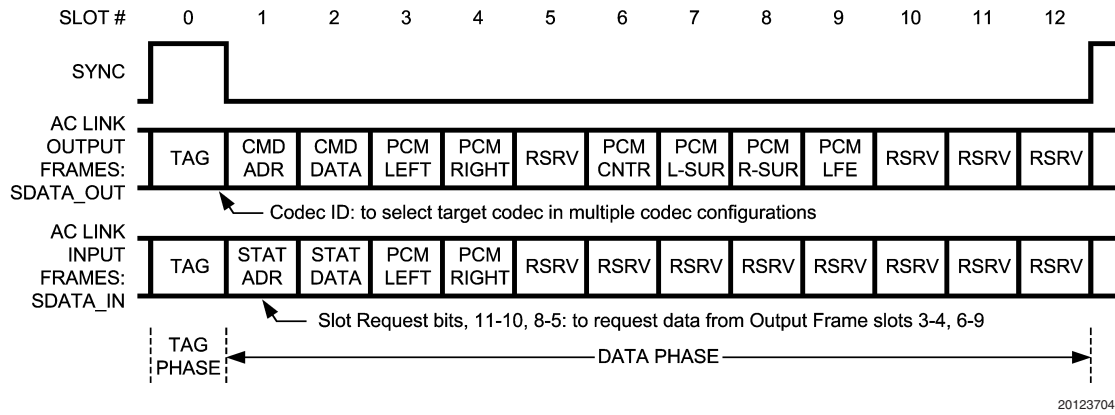 SLOT # 0 1 2 3 4 5 6 7 8 9 10 11 12
SYNC
AC LINK
OUTPUT
FRAMES:
SDATA_OUT
TAG
CMD
ADR
CMD
DATA
PCM
LEFT
PCM
RIGHT
RSRV
PCM
CNTR
PCM
L-SUR
PCM
R-SUR
PCM
LFE
RSRV
RSRV
RSRV
Codec ID: to select target codec in multiple codec configurations
AC LINK
INPUT
FRAMES:
SDATA_IN
TAG
STAT
ADR
STAT
DATA
PCM
LEFT
PCM
RIGHT
RSRV
RSRV
RSRV
RSRV
RSRV
RSRV
RSRV
RSRV
Slot Request bits, 11-10, 8-5: to request data from Output Frame slots 3-4, 6-9
TAG
PHASE
DATA PHASE
20123704